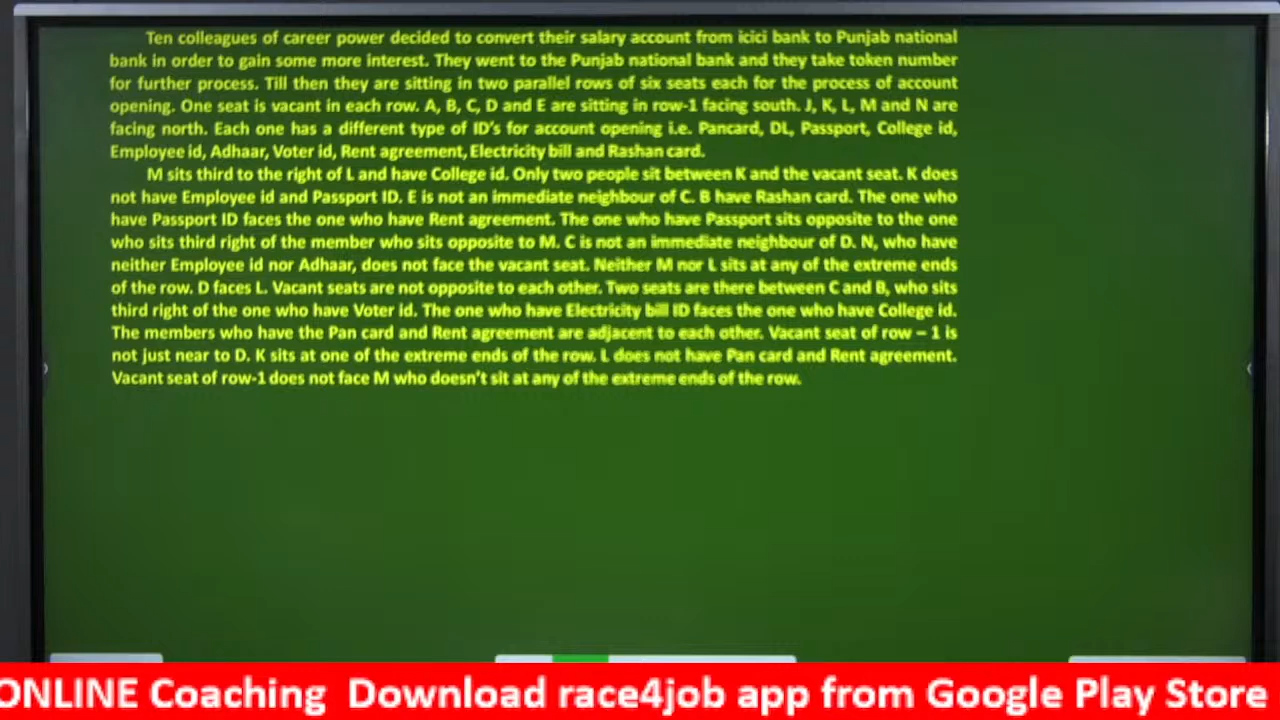 Ten colleagues of career power decided to convert their salary account from icici bank to Punjab national
bank in order to gain some more interest. They went to the Punjab national bank and they take token number
for further process. Till then they are sitting in two parallel rows of six seats each for the process of account
opening. One seat is vacant in each row. A, B, C, D and E are sitting in row-1 facing south. J, K, L, M and N are
facing north. Each one has a different type of ID's for account opening i.e. Pancard, DL, Passport, College id,
Employee id, Adhaar, Voter id, Rent agreement, Electricity bill and Rashan card.
M sits third to the right of L and have College id. Only two people sit between K and the vacant seat. K does
not have Employee id and Passport ID. E is not an immediate neighbour of C. B have Rashan card. The one who
have Passport ID faces the one who have Rent agreement. The one who have Passport sits opposite to the one
who sits third right of the member who sits opposite to M. C is not an immediate neighbour of D. N, who have
neither Employee id nor Adhaar, does not face the vacant seat. Neither M nor L sits at any of the extreme ends
of the row. D faces L. Vacant seats are not opposite to each other. Two seats are there between C and B, who sits
third right of the one who have Voter id. The one who have Electricity bill ID faces the one who have College id.
The members who have the Pan card and Rent agreement are adjacent to each other. Vacant seat of row – 1 is
not just near to D. K sits at one of the extreme ends of the row. L does not have Pan card and Rent agreement.
Vacant seat of row-1 does not face M who doesn't sit at any of the extreme ends of the row.
ONLINE Coaching Download race4job app from Google Play Store